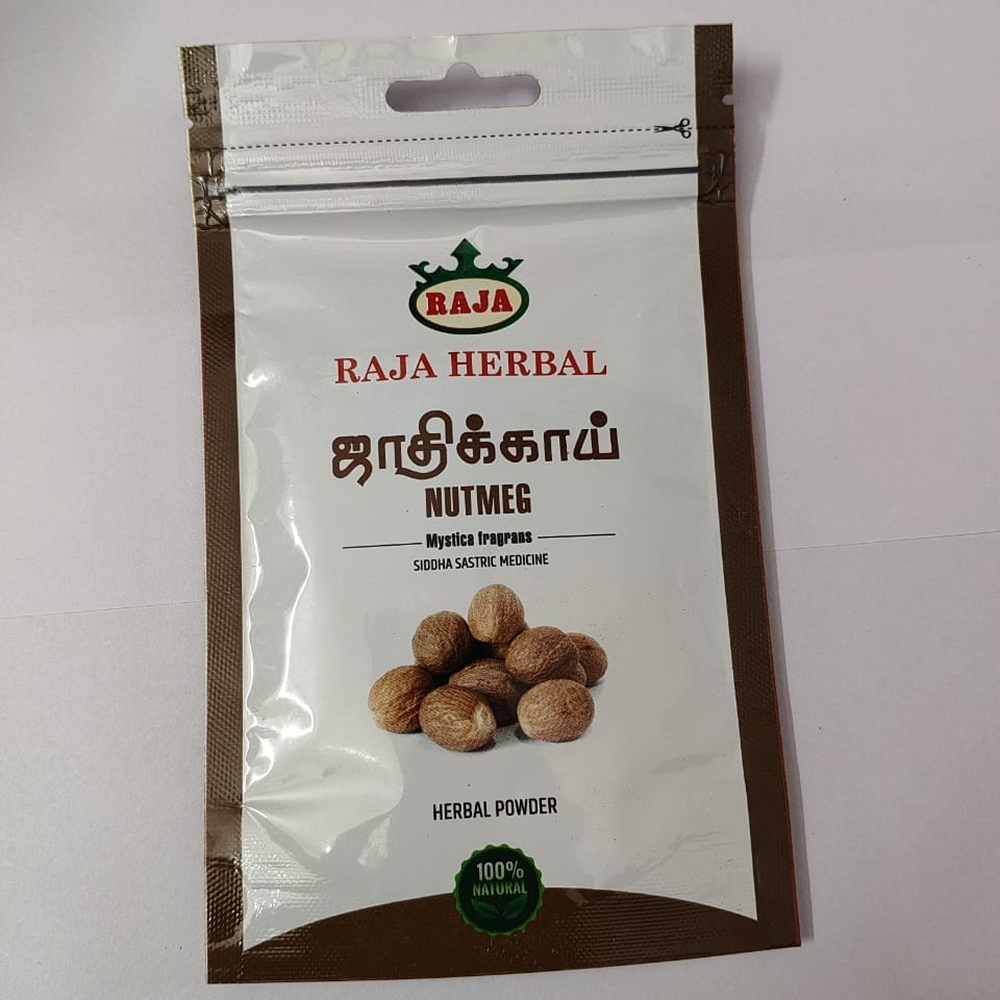 RAJA
RAJA HERBAL
ஜாதிக்காய்
NUTMEG
Mystica fragrans
SIDDHA SASTRIC MEDICINE
HERBAL POWDER
100%
NATURAL